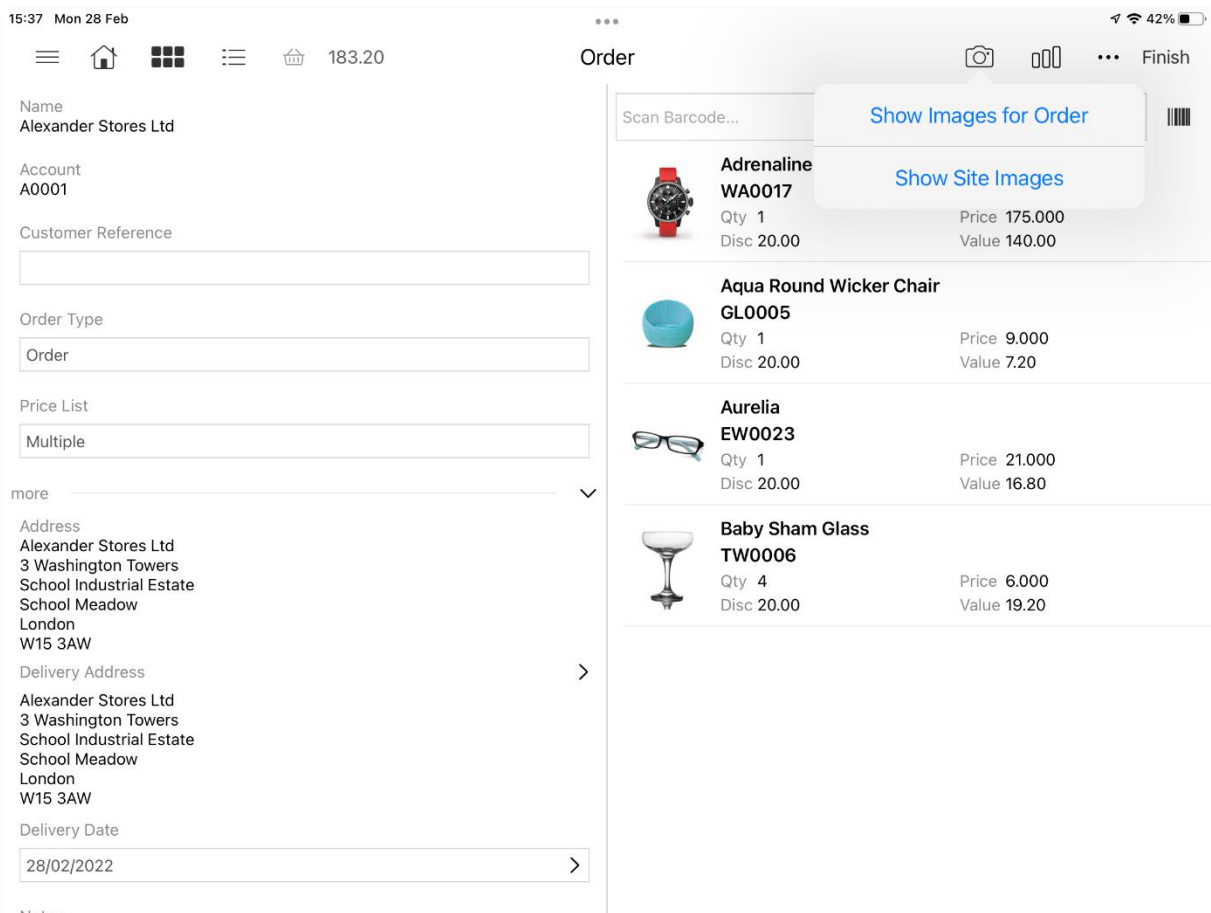 15:37 Mon 28 Feb
42%
183.20
Order
Finish
Name
Alexander Stores Ltd
Account
A0001
Customer Reference
Order Type
Order
Price List
Multiple
more
Address
Alexander Stores Ltd
3 Washington Towers
School Industrial Estate
School Meadow
London
W15 3AW
Delivery Address
Alexander Stores Ltd
3 Washington Towers
School Industrial Estate
School Meadow
London
W15 3AW
Delivery Date
28/02/2022
Scan Barcode...
Show Images for Order
Show Site Images
Adrenaline
WA0017
Qty 1 Price 175.000
Disc 20.00 Value 140.00
Aqua Round Wicker Chair
GL0005
Qty 1 Price 9.000
Disc 20.00 Value 7.20
Aurelia
EW0023
Qty 1 Price 21.000
Disc 20.00 Value 16.80
Baby Sham Glass
TW0006
Qty 4 Price 6.000
Disc 20.00 Value 19.20